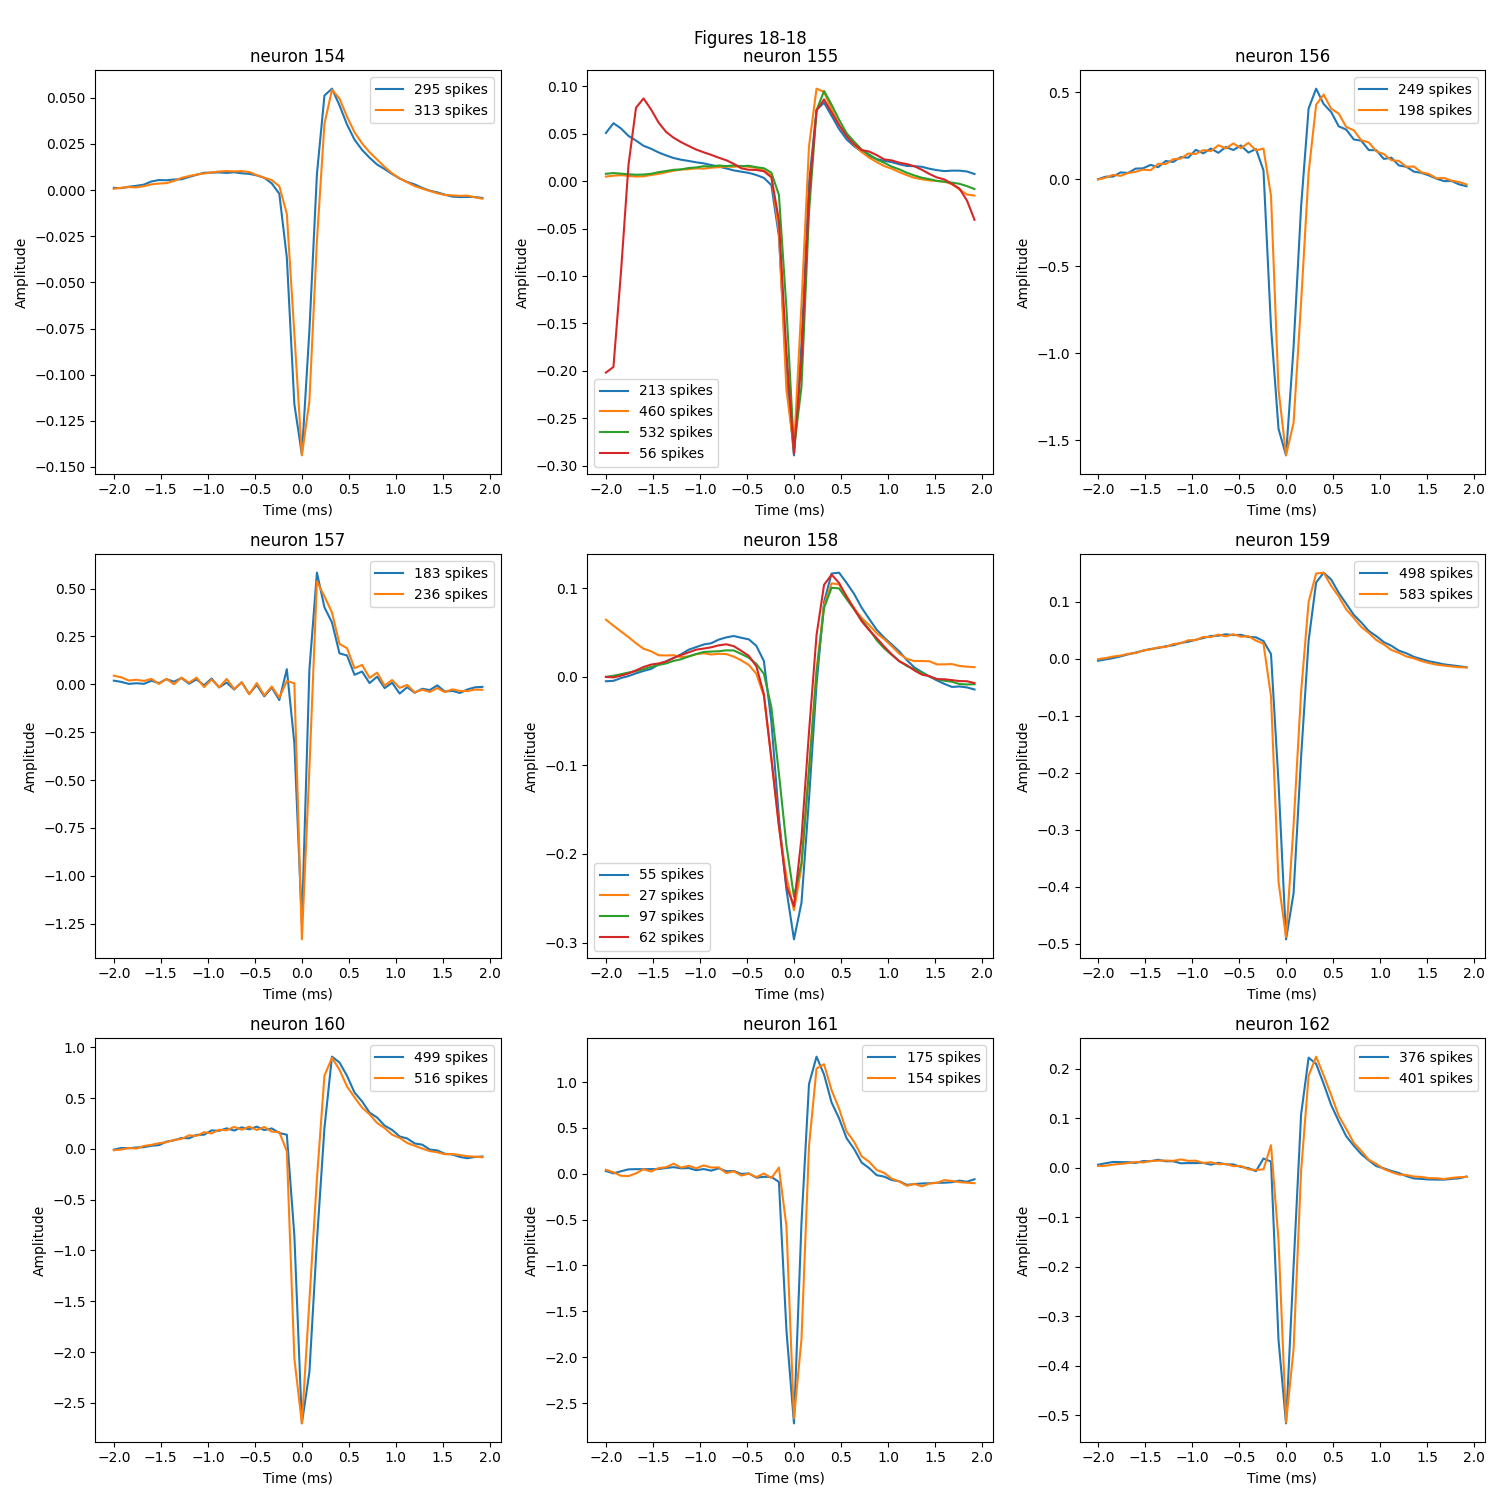 Figures 18-18
neuron 154
295 spikes
313 spikes
0.050
0.025
0.000
−0.025
−0.050
−0.075
−0.100
−0.125
−0.150
Amplitude
−2.0 −1.5 −1.0 −0.5 0.0 0.5 1.0 1.5 2.0
Time (ms)
neuron 155
213 spikes
460 spikes
532 spikes
56 spikes
0.10
0.05
0.00
−0.05
−0.10
−0.15
−0.20
−0.25
−0.30
Amplitude
−2.0 −1.5 −1.0 −0.5 0.0 0.5 1.0 1.5 2.0
Time (ms)
neuron 156
249 spikes
198 spikes
0.5
0.0
−0.5
−1.0
−1.5
Amplitude
−2.0 −1.5 −1.0 −0.5 0.0 0.5 1.0 1.5 2.0
Time (ms)
neuron 157
183 spikes
236 spikes
0.50
0.25
0.00
−0.25
−0.50
−0.75
−1.00
−1.25
Amplitude
−2.0 −1.5 −1.0 −0.5 0.0 0.5 1.0 1.5 2.0
Time (ms)
neuron 158
55 spikes
27 spikes
97 spikes
62 spikes
0.1
0.0
−0.1
−0.2
−0.3
Amplitude
−2.0 −1.5 −1.0 −0.5 0.0 0.5 1.0 1.5 2.0
Time (ms)
neuron 159
498 spikes
583 spikes
0.1
0.0
−0.1
−0.2
−0.3
−0.4
−0.5
Amplitude
−2.0 −1.5 −1.0 −0.5 0.0 0.5 1.0 1.5 2.0
Time (ms)
neuron 160
499 spikes
516 spikes
1.0
0.5
0.0
−0.5
−1.0
−1.5
−2.0
−2.5
Amplitude
−2.0 −1.5 −1.0 −0.5 0.0 0.5 1.0 1.5 2.0
Time (ms)
neuron 161
175 spikes
154 spikes
1.0
0.5
0.0
−0.5
−1.0
−1.5
−2.0
−2.5
Amplitude
−2.0 −1.5 −1.0 −0.5 0.0 0.5 1.0 1.5 2.0
Time (ms)
neuron 162
376 spikes
401 spikes
0.2
0.1
0.0
−0.1
−0.2
−0.3
−0.4
−0.5
Amplitude
−2.0 −1.5 −1.0 −0.5 0.0 0.5 1.0 1.5 2.0
Time (ms)